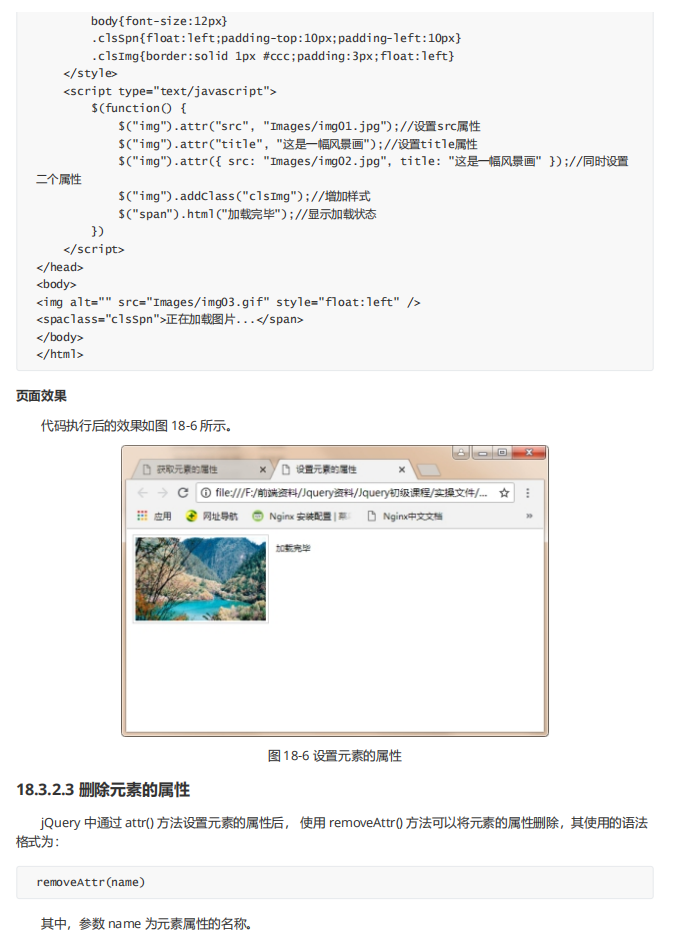 body{font-size:12px}
.clsSpn{float:left;padding-top:10px;padding-left:10px}
.clsImg{border:solid 1px #ccc;padding:3px;float:left}
</style>
<script type="text/javascript">
$(function() {
$("img").attr("src", "Images/img01.jpg");//设置src属性
$("img").attr("title", "这是一幅风景画");//设置title属性
$("img").attr({ src: "Images/img02.jpg", title: "这是一幅风景画" });//同时设置
二个属性
$("img").addClass("clsImg");//增加样式
$("span").html("加载完毕");//显示加载状态
})
</script>
</head>
<body>
<img alt="" src="Images/img03.gif" style="float:left" />
<spaclass="clsSpn">正在加载图片...</span>
</body>
</html>
页面效果
代码执行后的效果如图 18-6 所示。
获取元素的属性 设置元素的属性
file:///F:/前端资料/Jquery资料/Jquery初级课程/实操文件/...
应用 网址导航 Nginx 安装配置 | Nginx中文文档 »
加载完毕
图 18-6 设置元素的属性
18.3.2.3 删除元素的属性
jQuery 中通过 attr() 方法设置元素的属性后， 使用 removeAttr() 方法可以将元素的属性删除，其使用的语法
格式为：
removeAttr(name)
其中，参数 name 为元素属性的名称。